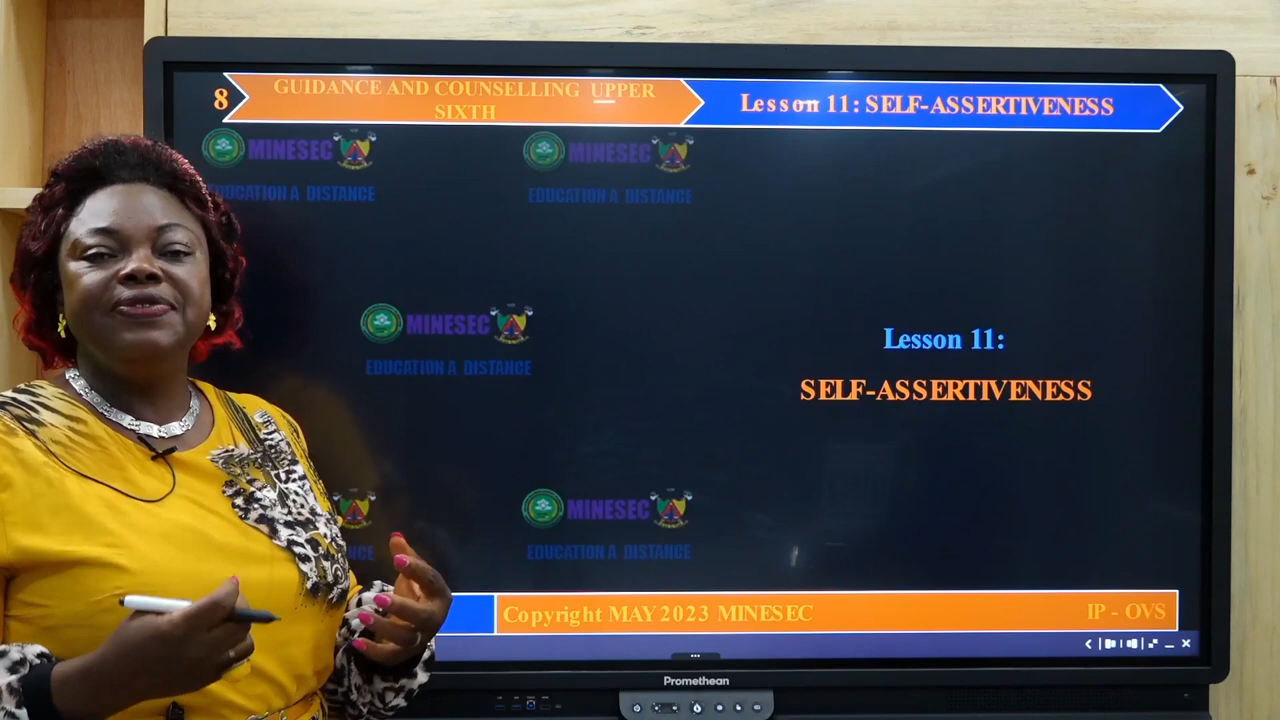 8
GUIDANCE AND COUNSELLING UPPER
SIXTH
Lesson 11: SELF-ASSERTIVENESS
MINESEC
EDUCATION A DISTANCE
MINESEC
EDUCATION A DISTANCE
MINESEC
EDUCATION A DISTANCE
Lesson 11:
SELF-ASSERTIVENESS
MINESEC
EDUCATION A DISTANCE
Copyright MAY 2023 MINESEC
IP - OVS
Promethean